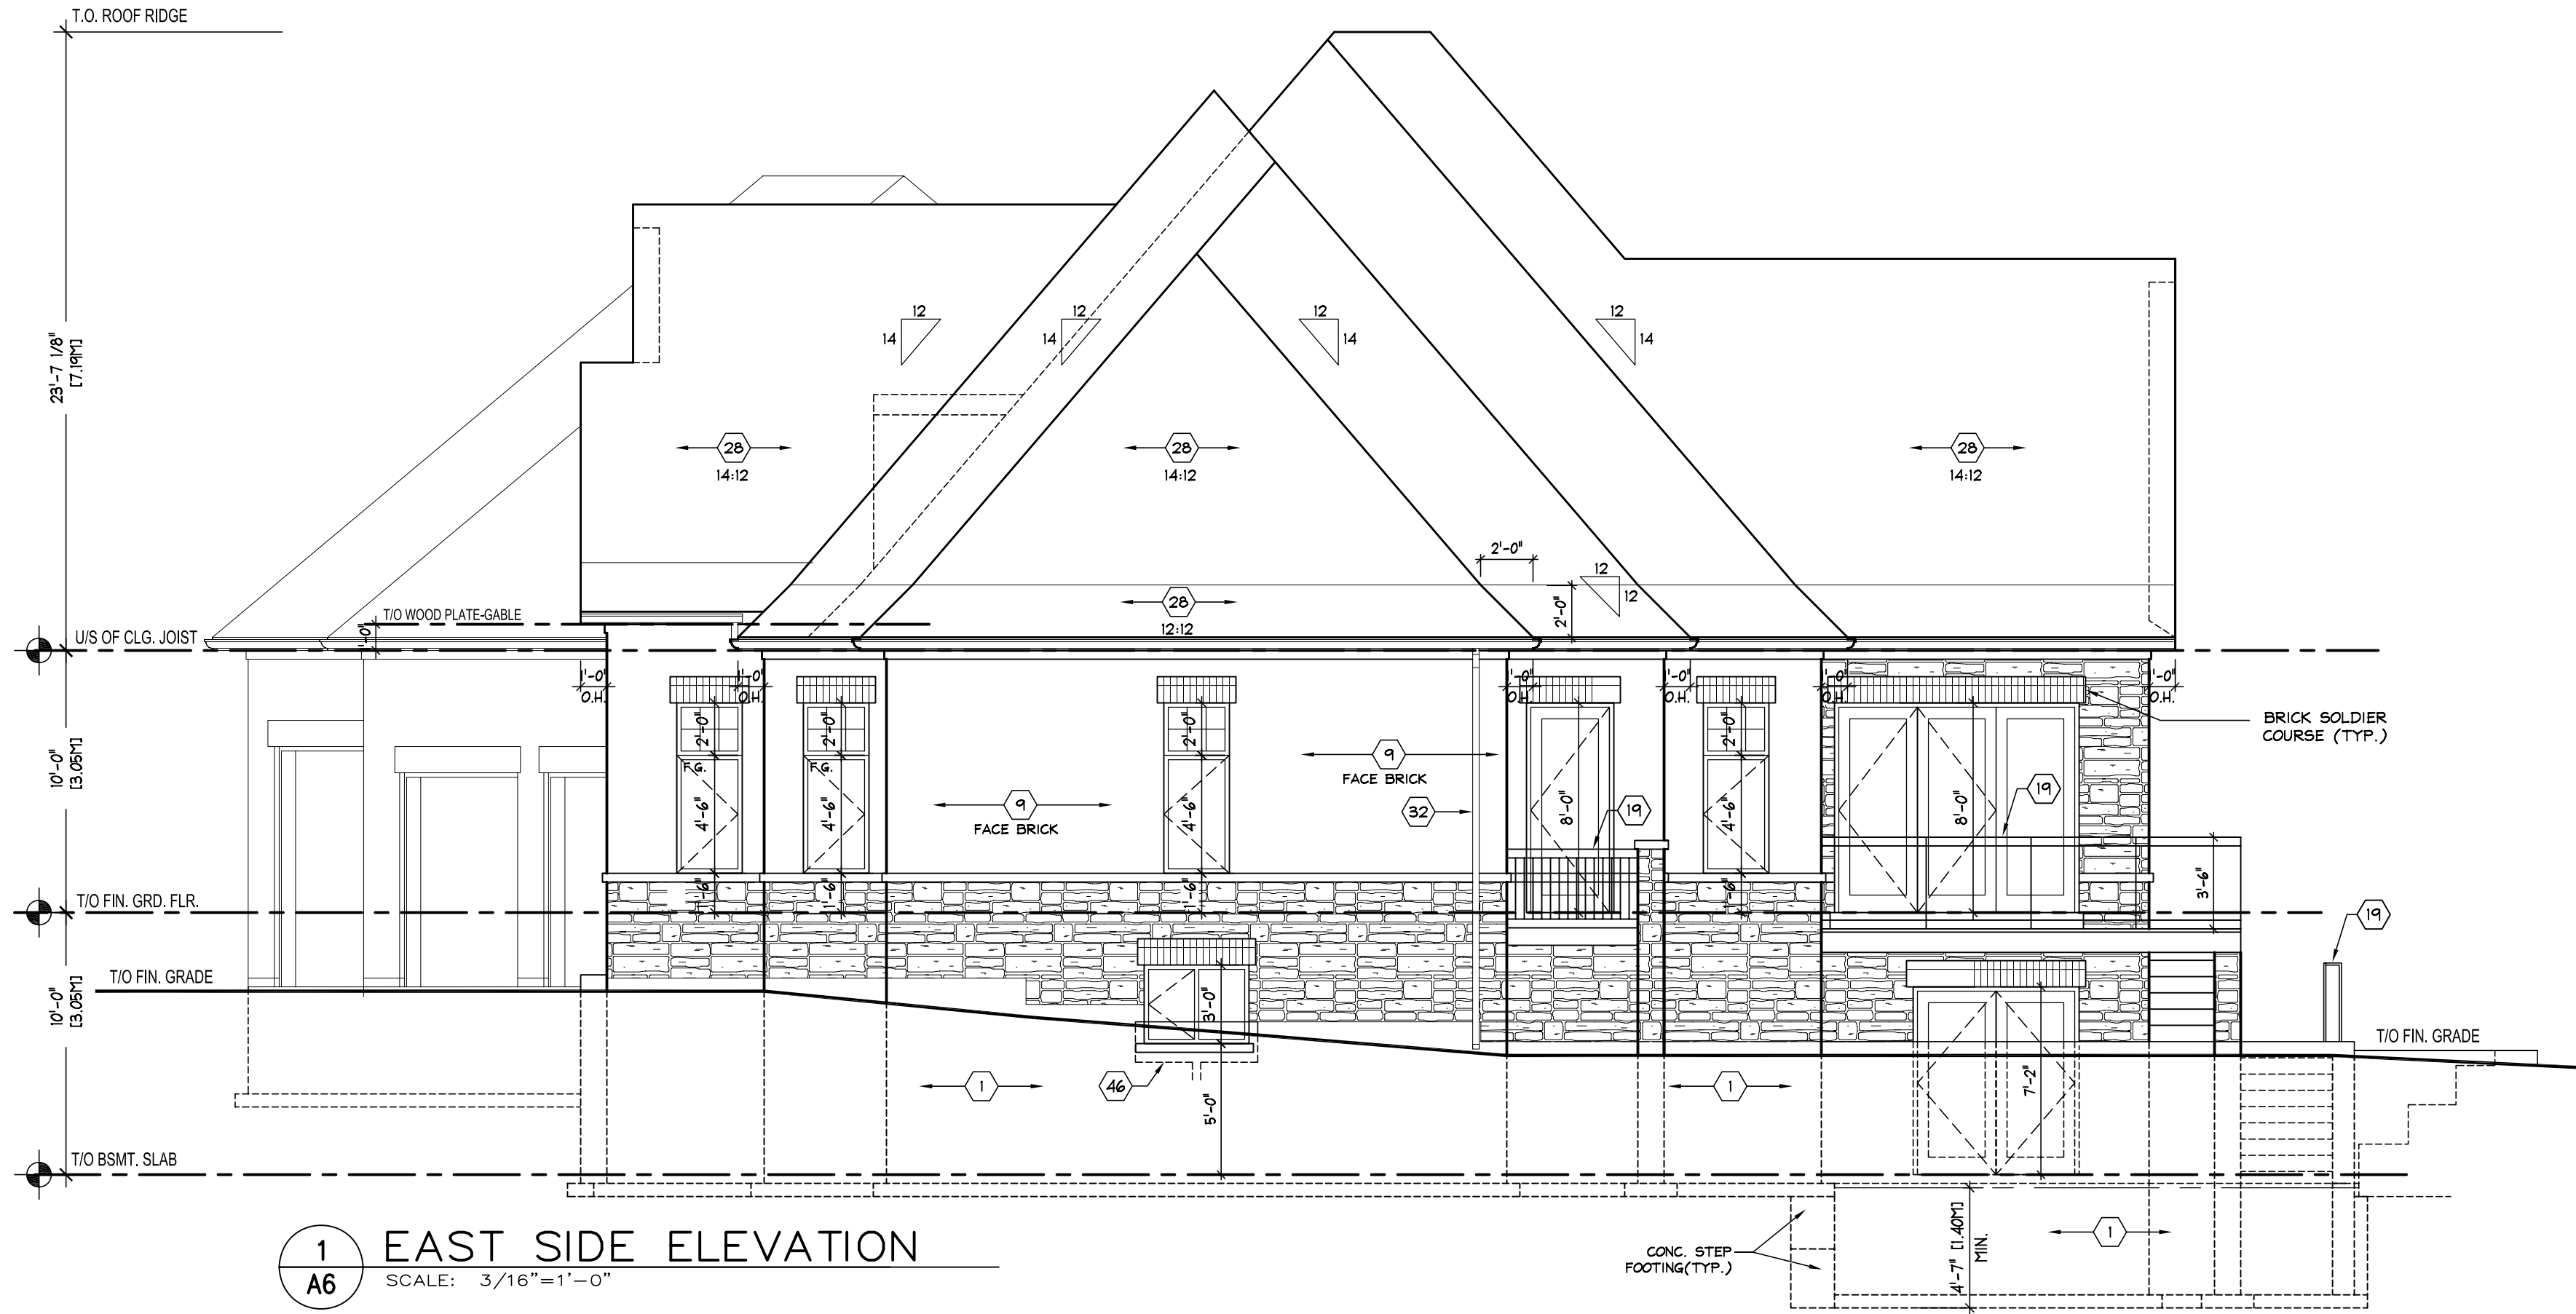 T.O. ROOF RIDGE
12
14
12
14
12
14
12
14
23'-7 1/8"
[7.19M]
28
14:12
28
14:12
28
14:12
2'-0"
12
12
2'-0"
28
12:12
T/O WOOD PLATE-GABLE
1'-0"
U/S OF CLG. JOIST
1'-0"
O.H.
1'-0"
O.H.
1'-0"
O.H.
1'-0"
O.H.
1'-0"
O.H.
1'-0"
O.H.
2'-0"
2'-0"
2'-0"
2'-0"
BRICK SOLDIER
COURSE (TYP.)
10'-0"
[3.05M]
F.G.
F.G.
9
FACE BRICK
9
FACE BRICK
32
19
19
4'-6"
4'-6"
4'-6"
8'-0"
4'-6"
8'-0"
1'-6"
1'-6"
1'-6"
1'-6"
3'-6"
T/O FIN. GRD. FLR.
19
T/O FIN. GRADE
10'-0"
[3.05M]
3'-0"
T/O FIN. GRADE
1
46
5'-0"
1
7'-2"
T/O BSMT. SLAB
4'-7" [1.40M]
MIN.
1
CONC. STEP
FOOTING(TYP.)
1
A6
EAST SIDE ELEVATION
SCALE: 3/16"=1'-0"